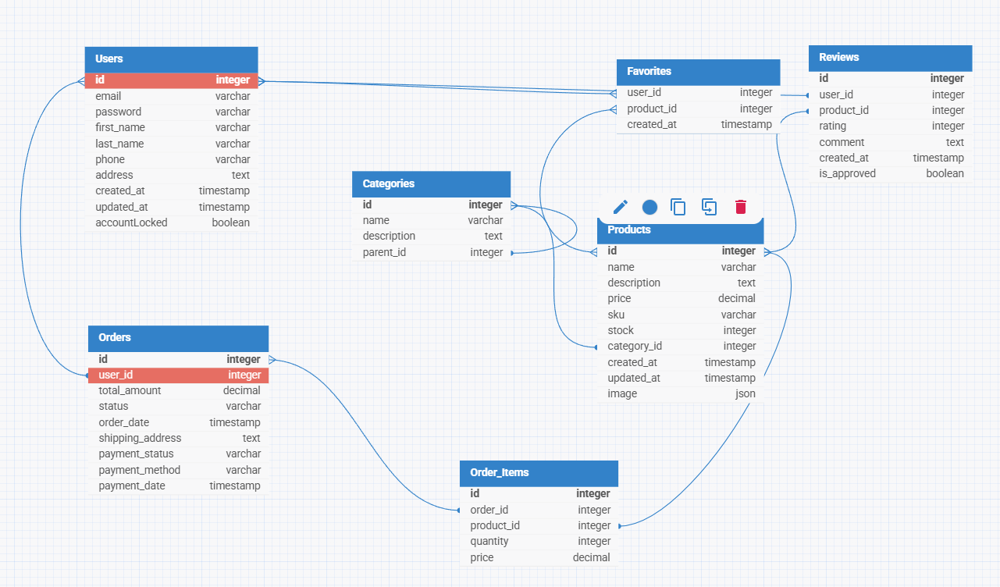 Users
id integer
email varchar
password varchar
first_name varchar
last_name varchar
phone varchar
address text
created_at timestamp
updated_at timestamp
accountLocked boolean
Favorites
user_id integer
product_id integer
created_at timestamp
Reviews
id integer
user_id integer
product_id integer
rating integer
comment text
created_at timestamp
is_approved boolean
Categories
id integer
name varchar
description text
parent_id integer
Products
id integer
name varchar
description text
price decimal
sku varchar
stock integer
category_id integer
created_at timestamp
updated_at timestamp
image json
Orders
id integer
user_id integer
total_amount decimal
status varchar
order_date timestamp
shipping_address text
payment_status varchar
payment_method varchar
payment_date timestamp
Order_Items
id integer
order_id integer
product_id integer
quantity integer
price decimal